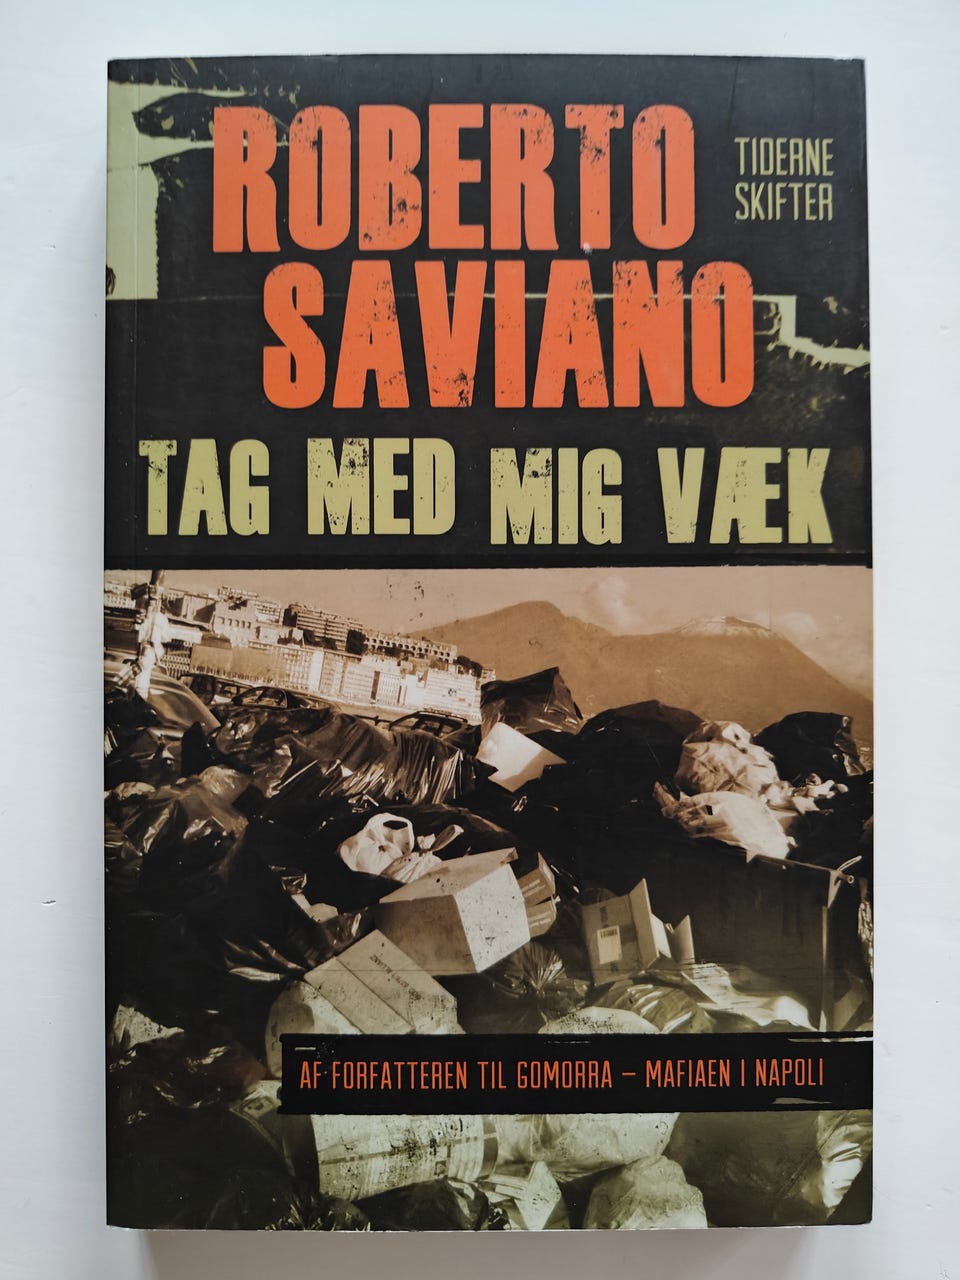 ROBERTO
SAVIANO
TIDERNE
SKIFTER
TAG MED MIG VÆK
AF FORFATTEREN TIL GOMORRA – MAFIAEN I NAPOLI